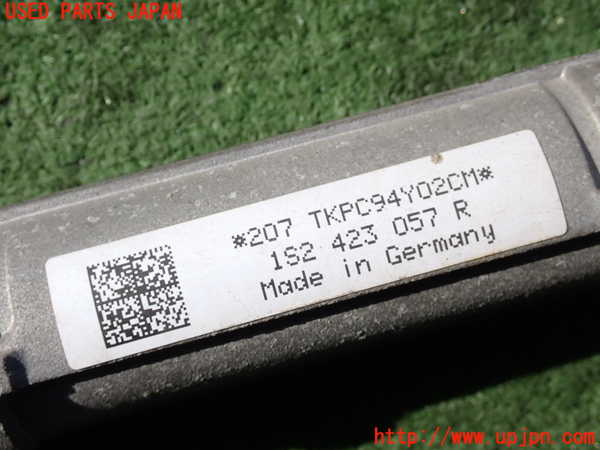 USED PARTS JAPAN
*207 TKPC94Y02CM*
1S2 423 057 R
Made in Germany
http://www.upjpn.com/